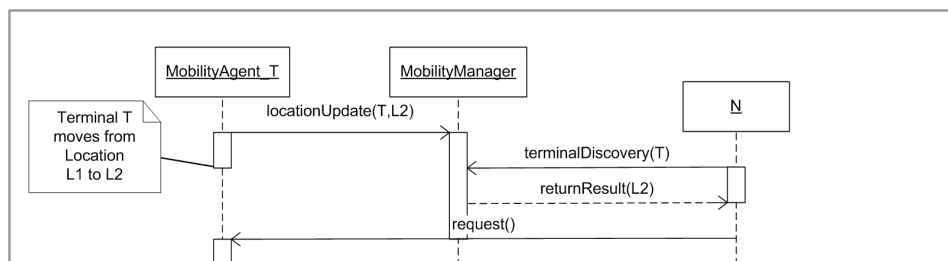 MobilityAgent_T
MobilityManager
N
Terminal T
moves from
Location
L1 to L2
locationUpdate(T,L2)
terminalDiscovery(T)
returnResult(L2)
request()